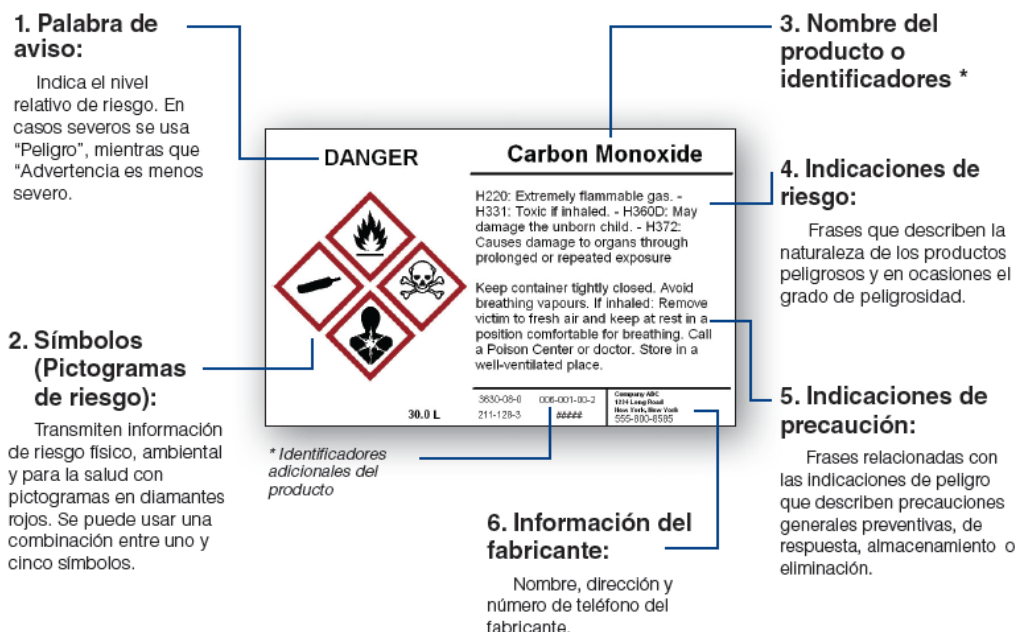 1. Palabra de
aviso:
Indica el nivel
relativo de riesgo. En
casos severos se usa
“Peligro”, mientras que
“Advertencia es menos
severo.
2. Símbolos
(Pictogramas
de riesgo):
Transmiten información
de riesgo físico, ambiental
y para la salud con
pictogramas en diamantes
rojos. Se puede usar una
combinación entre uno y
cinco símbolos.
DANGER
30.0 L
Carbon Monoxide
H220: Extremely flammable gas. -
H331: Toxic if inhaled. - H360D: May
damage the unborn child. - H372:
Causes damage to organs through
prolonged or repeated exposure
Keep container tightly closed. Avoid
breathing vapours. If inhaled: Remove
victim to fresh air and keep at rest in a
position comfortable for breathing. Call
a Poison Center or doctor. Store in a
well-ventilated place.
3630-08-0 006-001-00-2
211-128-3 #####
Company ABC
1234 Long Road
New York, New York
555-800-8585
* Identificadores
adicionales del
producto
3. Nombre del
producto o
identificadores *
4. Indicaciones de
riesgo:
Frases que describen la
naturaleza de los productos
peligrosos y en ocasiones el
grado de peligrosidad.
5. Indicaciones de
precaución:
Frases relacionadas con
las indicaciones de peligro
que describen precauciones
generales preventivas, de
respuesta, almacenamiento o
eliminación.
6. Información del
fabricante:
Nombre, dirección y
número de teléfono del
fabricante.